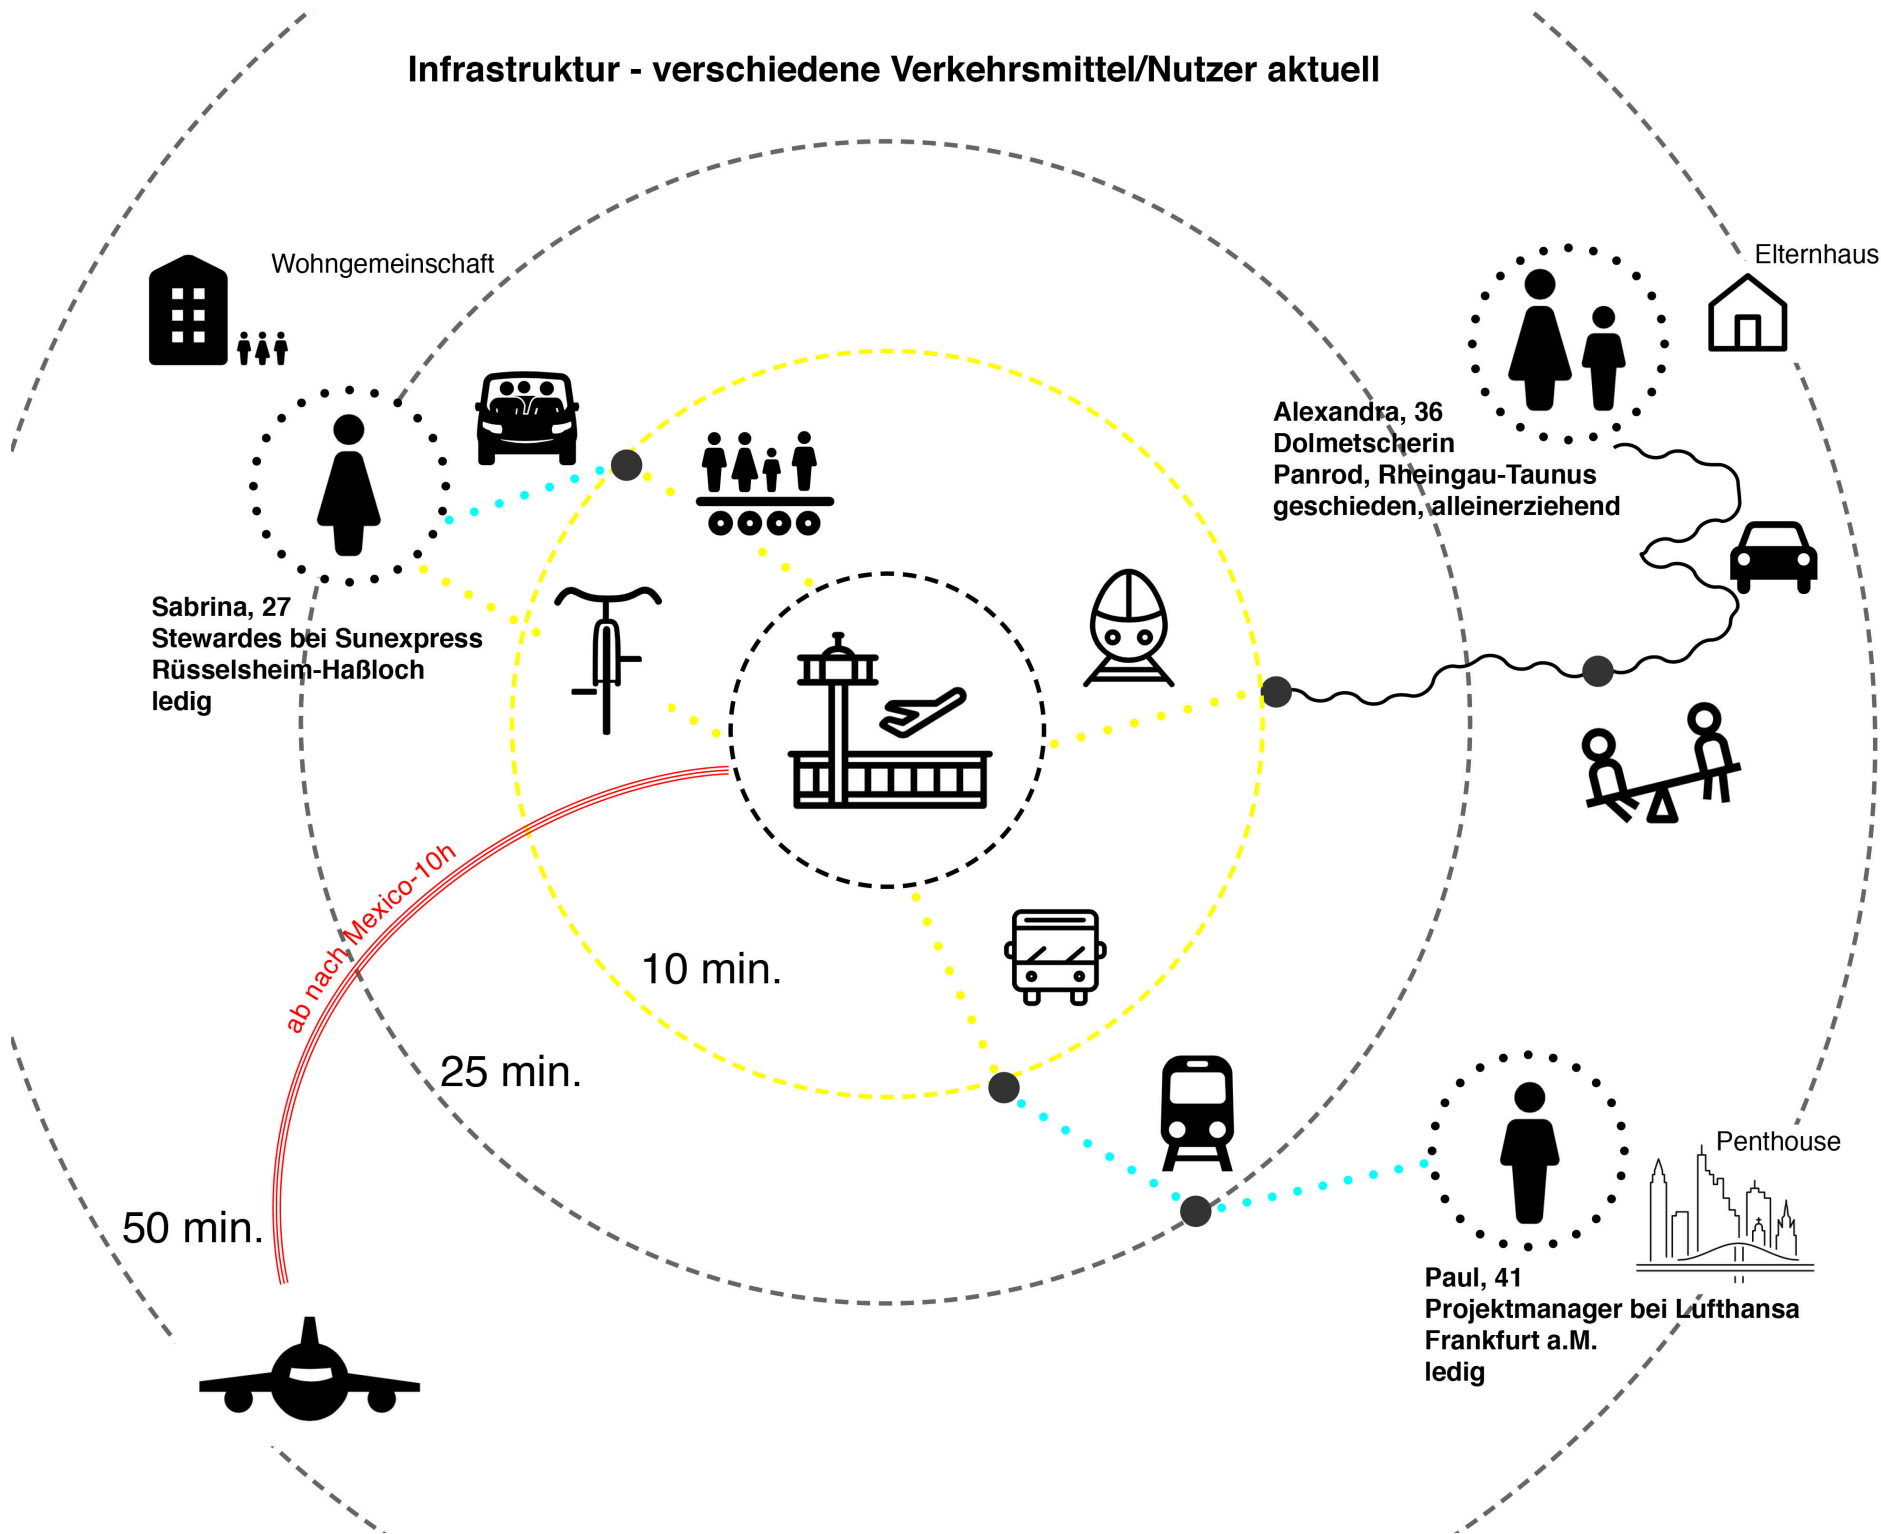 Infrastruktur - verschiedene Verkehrsmittel/Nutzer aktuell
Wohngemeinschaft
Elternhaus
Alexandra, 36
Dolmetscherin
Panrod, Rheingau-Taunus
geschieden, alleinerziehend
Sabrina, 27
Stewardes bei Sunexpress
Rüsselsheim-Haßloch
ledig
ab nach Mexico-10h
10 min.
25 min.
50 min.
Penthouse
Paul, 41
Projektmanager bei Lufthansa
Frankfurt a.M.
ledig